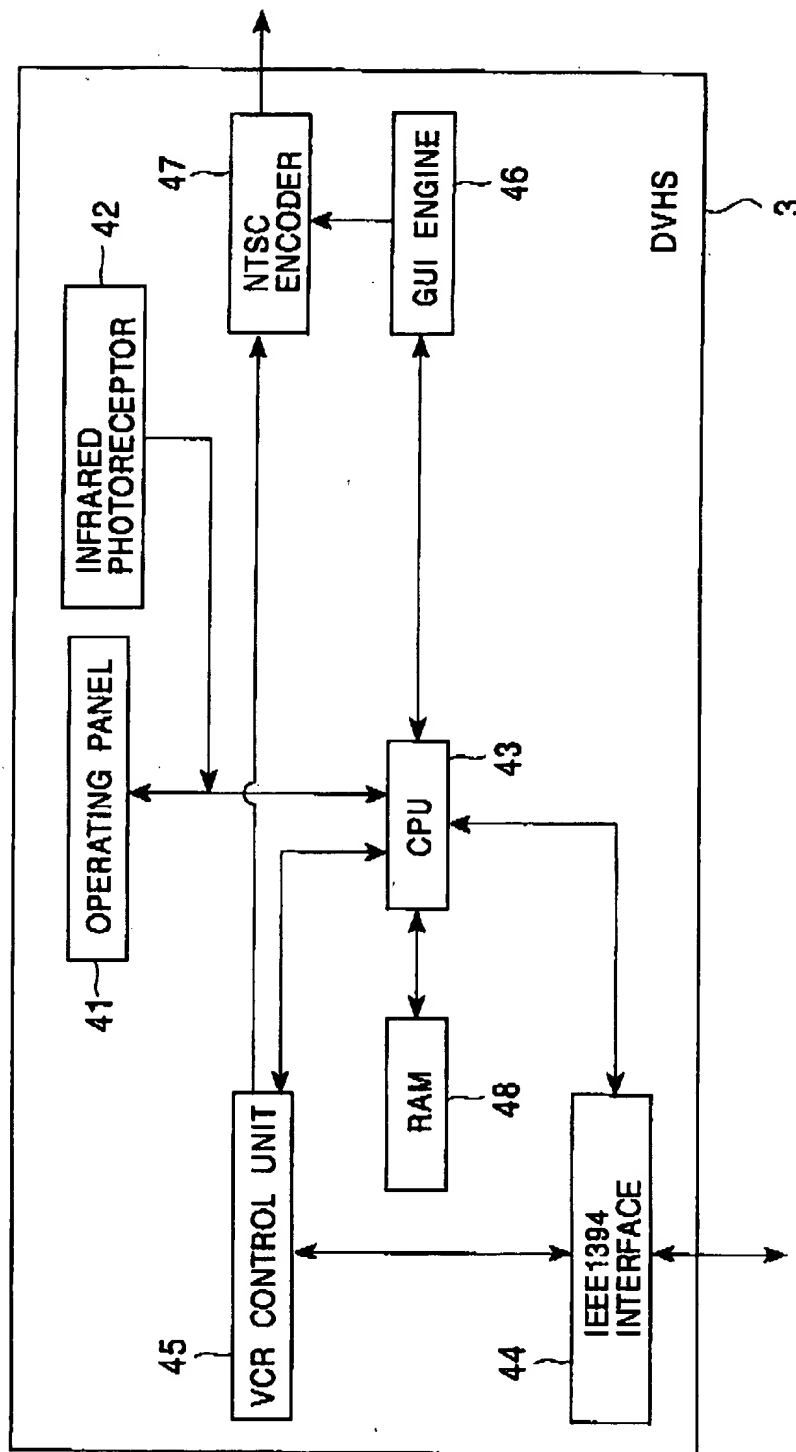 41
OPERATING PANEL
INFRARED
PHOTORECEPTOR
42
45
VCR CONTROL UNIT
47
NTSC
ENCODER
CPU
43
RAM
48
GUI ENGINE
46
44
IEEE1394
INTERFACE
DVHS
3